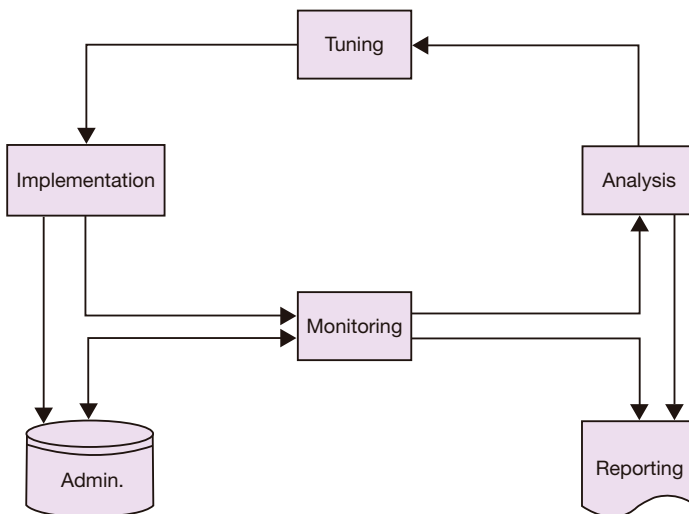 Tuning
Implementation
Analysis
Monitoring
Admin.
Reporting